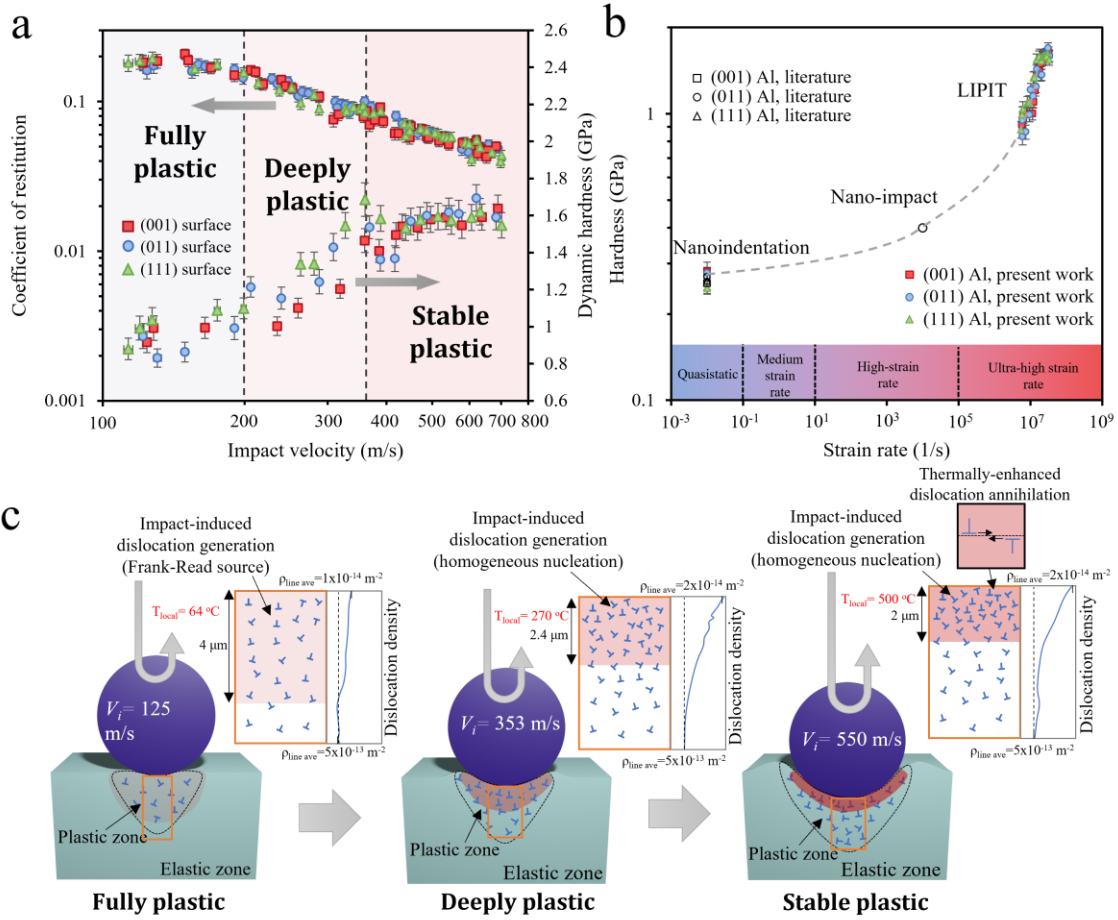 a
Coefficient of restitution
0.1
0.01
0.001
Fully
plastic
Deeply
plastic
Stable
plastic
(001) surface
(011) surface
(111) surface
2.6
2.4
2.2
2
1.8
1.6
1.4
1.2
1
0.8
0.6
Dynamic hardness (GPa)
100
200
300
400
500
600
700
800
Impact velocity (m/s)
b
Hardness (GPa)
1
0.1
(001) Al, literature
(011) Al, literature
(111) Al, literature
LIPIT
Nano-impact
Nanoindentation
(001) Al, present work
(011) Al, present work
(111) Al, present work
Quasistatic
Medium
strain
rate
High-strain
rate
Ultra-high strain
rate
10⁻³
10⁻¹
10¹
10³
10⁵
10⁷
10⁹
Strain rate (1/s)
c
Impact-induced
dislocation generation
(Frank-Read source)
ρline ave=1x10⁻¹⁴ m⁻²
Tlocal= 64 °C
4 μm
Dislocation density
ρline ave=5x10⁻¹³ m⁻²
Vi= 125
m/s
Plastic zone
Elastic zone
Fully plastic
Impact-induced
dislocation generation
(homogeneous nucleation)
ρline ave=2x10⁻¹⁴ m⁻²
Tlocal= 270 °C
2.4 μm
Dislocation density
ρline ave=5x10⁻¹³ m⁻²
Vi= 353 m/s
Plastic zone
Elastic zone
Deeply plastic
Thermally-enhanced
dislocation annihilation
Impact-induced
dislocation generation
(homogeneous nucleation)
ρline ave=2x10⁻¹⁴ m⁻²
Tlocal= 500 °C
2 μm
Dislocation density
ρline ave=5x10⁻¹³ m⁻²
Vi= 550 m/s
Plastic zone
Elastic zone
Stable plastic